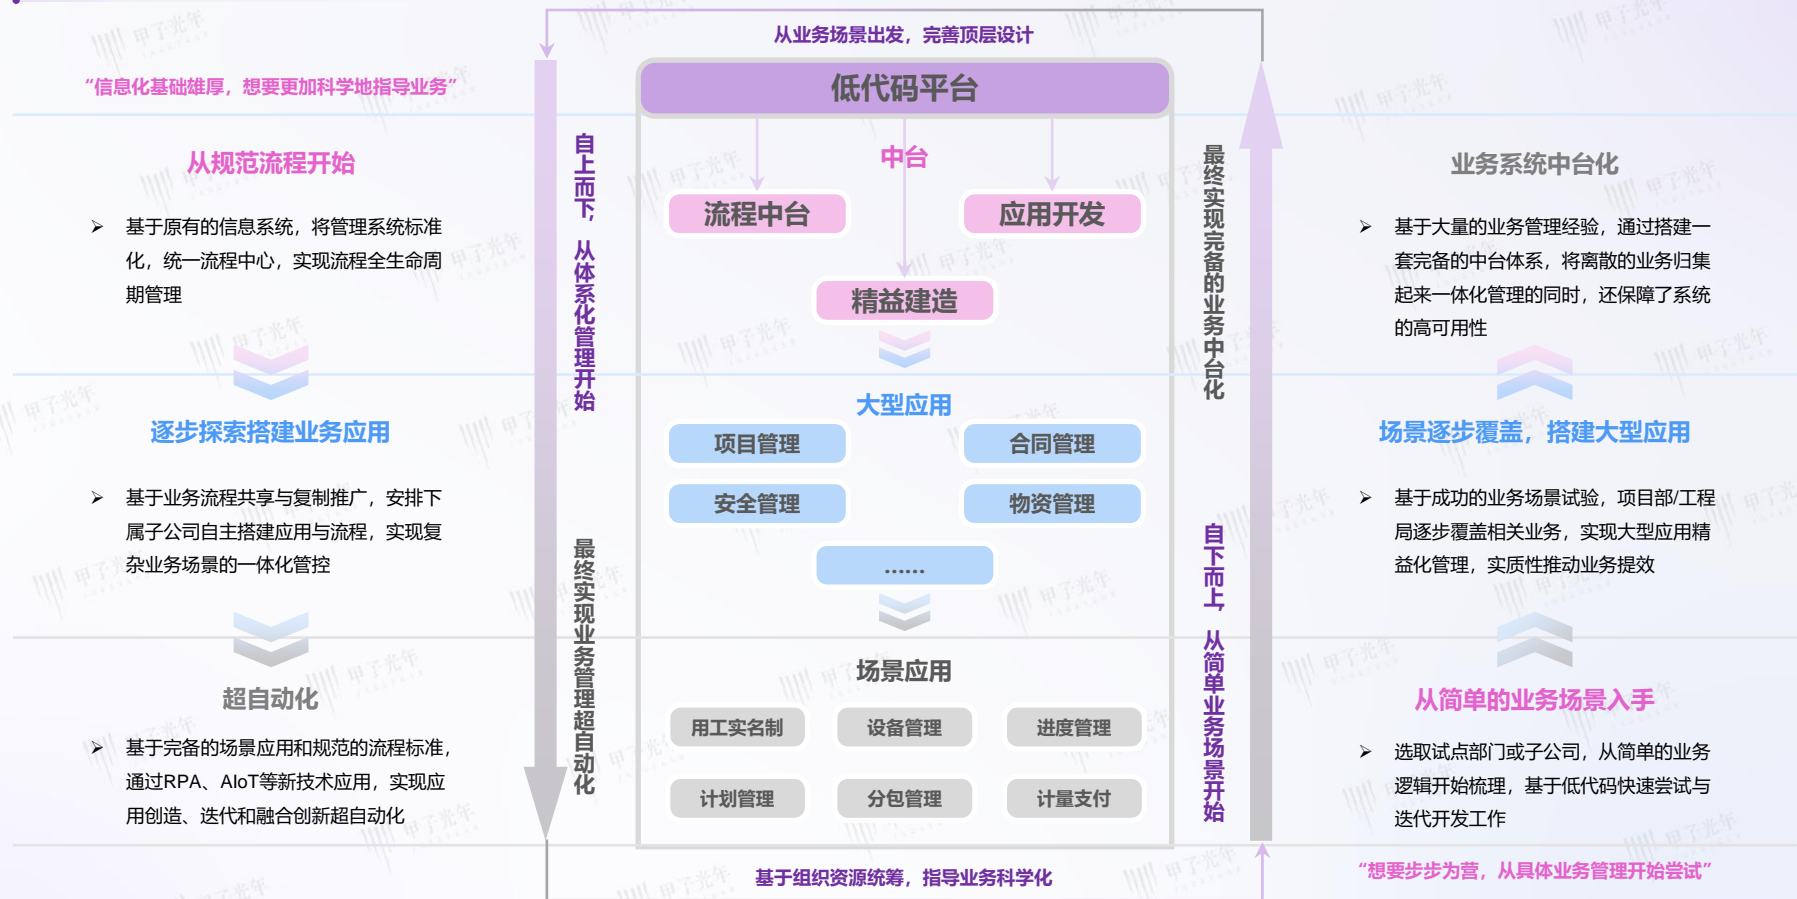 从业务场景出发，完善顶层设计
“信息化基础雄厚，想要更加科学地指导业务”
从规范流程开始
➢ 基于原有的信息系统，将管理系统标准
化，统一流程中心，实现流程全生命周
期管理
逐步探索搭建业务应用
➢ 基于业务流程共享与复制推广，安排下
属子公司自主搭建应用与流程，实现复
杂业务场景的一体化管控
超自动化
➢ 基于完备的场景应用和规范的流程标准，
通过RPA、AIoT等新技术应用，实现应
用创造、迭代和融合创新超自动化
自上而下，从体系化管理开始
最终实现业务管理超自动化
低代码平台
中台
流程中台
应用开发
精益建造
大型应用
项目管理
合同管理
安全管理
物资管理
......
场景应用
用工实名制
设备管理
进度管理
计划管理
分包管理
计量支付
最终实现完备的业务中台化
自下而上，从简单业务场景开始
业务系统中台化
➢ 基于大量的业务管理经验，通过搭建一
套完备的中台体系，将离散的业务归集
起来一体化管理的同时，还保障了系统
的高可用性
场景逐步覆盖，搭建大型应用
➢ 基于成功的业务场景试验，项目部/工程
局逐步覆盖相关业务，实现大型应用精
益化管理，实质性推动业务提效
从简单的业务场景入手
➢ 选取试点部门或子公司，从简单的业务
逻辑开始梳理，基于低代码快速尝试与
迭代开发工作
“想要步步为营，从具体业务管理开始尝试”
基于组织资源统筹，指导业务科学化
甲子光年